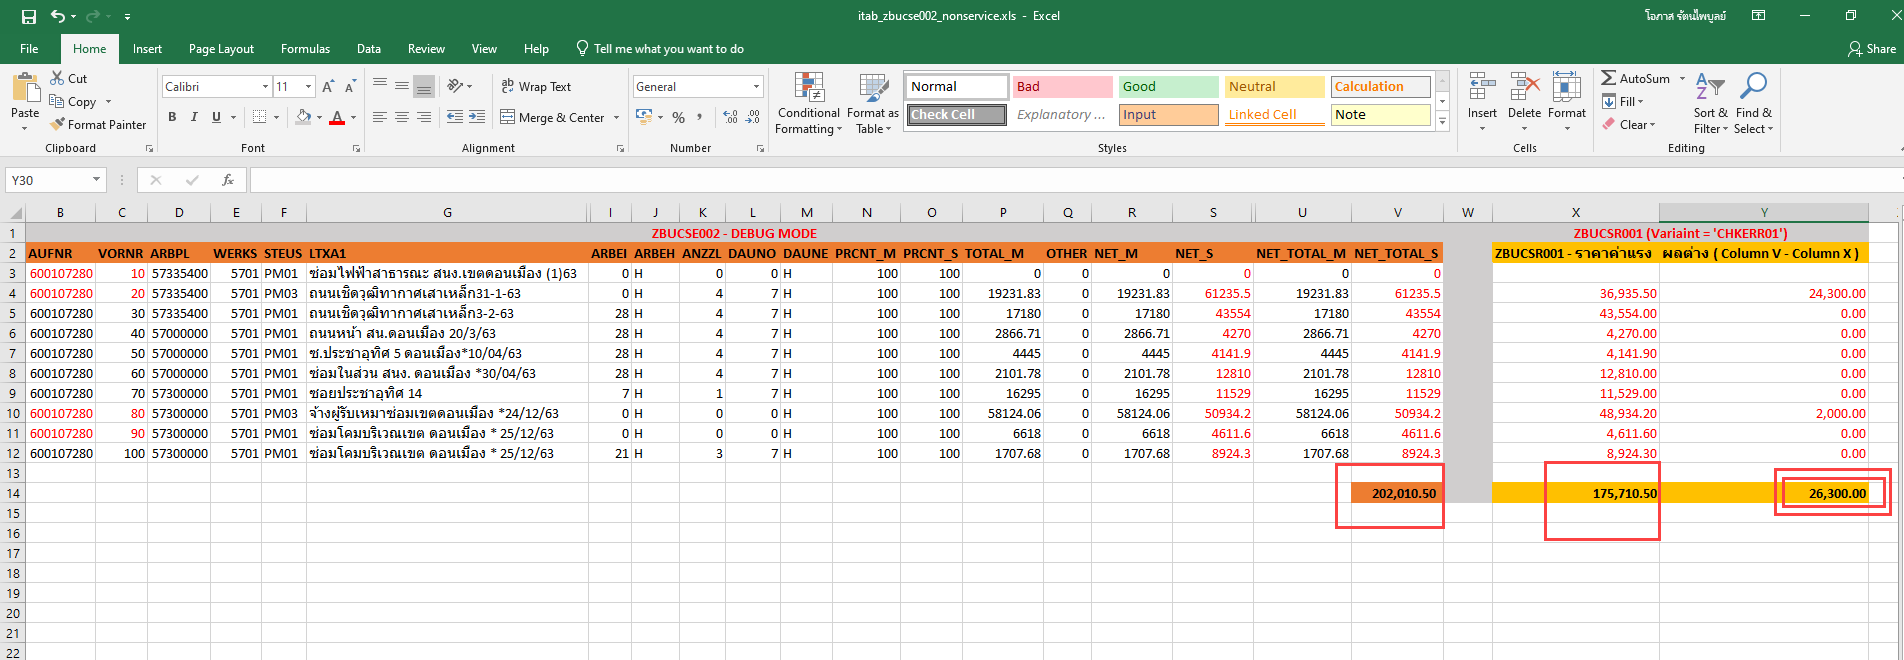 itab_zbucse002_nonservice.xls - Excel
โอภาส รัตน์ไพบูลย์
File Home Insert Page Layout Formulas Data Review View Help Tell me what you want to do Share
Paste Cut
Copy
Format Painter
Calibri 11
B I U A
Wrap Text
Merge & Center
General
% ,
Conditional Formatting
Format as Table
Normal Bad Good Neutral Calculation
Check Cell Explanatory ... Input Linked Cell Note
Insert Delete Format
AutoSum
Fill
Clear
Sort & Filter
Find & Select
Clipboard Font Alignment Number Styles Cells Editing
Y30 fx
B C D E F G I J K L M N O P Q R S U V W X Y
1 ZBUCSE002 - DEBUG MODE ZBUCSR001 (Variaint = 'CHKERR01')
2 AUFNR VORNR ARBPL WERKS STEUS LTXA1 ARBEI ARBEH ANZZL DAUNO DAUNE PRCNT_M PRCNT_S TOTAL_M OTHER NET_M NET_S NET_TOTAL_M NET_TOTAL_S ZBUCSR001 - ราคาค่าแรง ผลต่าง ( Column V - Column X )
3 600107280 10 57335400 5701 PM01 ซ่อมไฟฟ้าสาธารณะ สนง.เขตดอนเมือง (1)63 0 H 0 0 H 100 100 0 0 0 0 0 0
4 600107280 20 57335400 5701 PM03 ถนนเชิดวุฒิทากาศเสาเหล็ก31-1-63 0 H 4 7 H 100 100 19231.83 0 19231.83 61235.5 19231.83 61235.5 36,935.50 24,300.00
5 600107280 30 57335400 5701 PM01 ถนนเชิดวุฒิทากาศเสาเหล็ก3-2-63 28 H 4 7 H 100 100 17180 0 17180 43554 17180 43554 43,554.00 0.00
6 600107280 40 57000000 5701 PM01 ถนนหน้า สน.ดอนเมือง 20/3/63 28 H 4 7 H 100 100 2866.71 0 2866.71 4270 2866.71 4270 4,270.00 0.00
7 600107280 50 57000000 5701 PM01 ซ.ประชาอุทิศ 5 ดอนเมือง*10/04/63 28 H 4 7 H 100 100 4445 0 4445 4141.9 4445 4141.9 4,141.90 0.00
8 600107280 60 57000000 5701 PM01 ซ่อมในส่วน สนง. ดอนเมือง *30/04/63 28 H 4 7 H 100 100 2101.78 0 2101.78 12810 2101.78 12810 12,810.00 0.00
9 600107280 70 57300000 5701 PM01 ซอยประชาอุทิศ 14 7 H 1 7 H 100 100 16295 0 16295 11529 16295 11529 11,529.00 0.00
10 600107280 80 57300000 5701 PM03 จ้างผู้รับเหมาซ่อมเขตดอนเมือง *24/12/63 0 H 0 0 H 100 100 58124.06 0 58124.06 50934.2 58124.06 50934.2 48,934.20 2,000.00
11 600107280 90 57300000 5701 PM01 ซ่อมโคมบริเวณเขต ดอนเมือง * 25/12/63 0 H 0 0 H 100 100 6618 0 6618 4611.6 6618 4611.6 4,611.60 0.00
12 600107280 100 57300000 5701 PM01 ซ่อมโคมบริเวณเขต ดอนเมือง * 25/12/63 21 H 3 7 H 100 100 1707.68 0 1707.68 8924.3 1707.68 8924.3 8,924.30 0.00
13
14 202,010.50 175,710.50 26,300.00
15
16
17
18
19
20
21
22